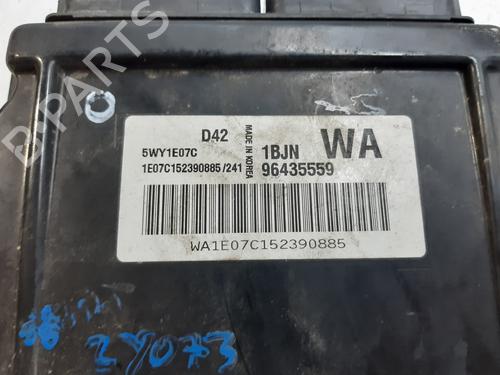 B-PARTS
D42
MADE IN KOREA
1BJN
WA
5WY1E07C
1E07C152390885/241
96435559
WA1E07C152390885